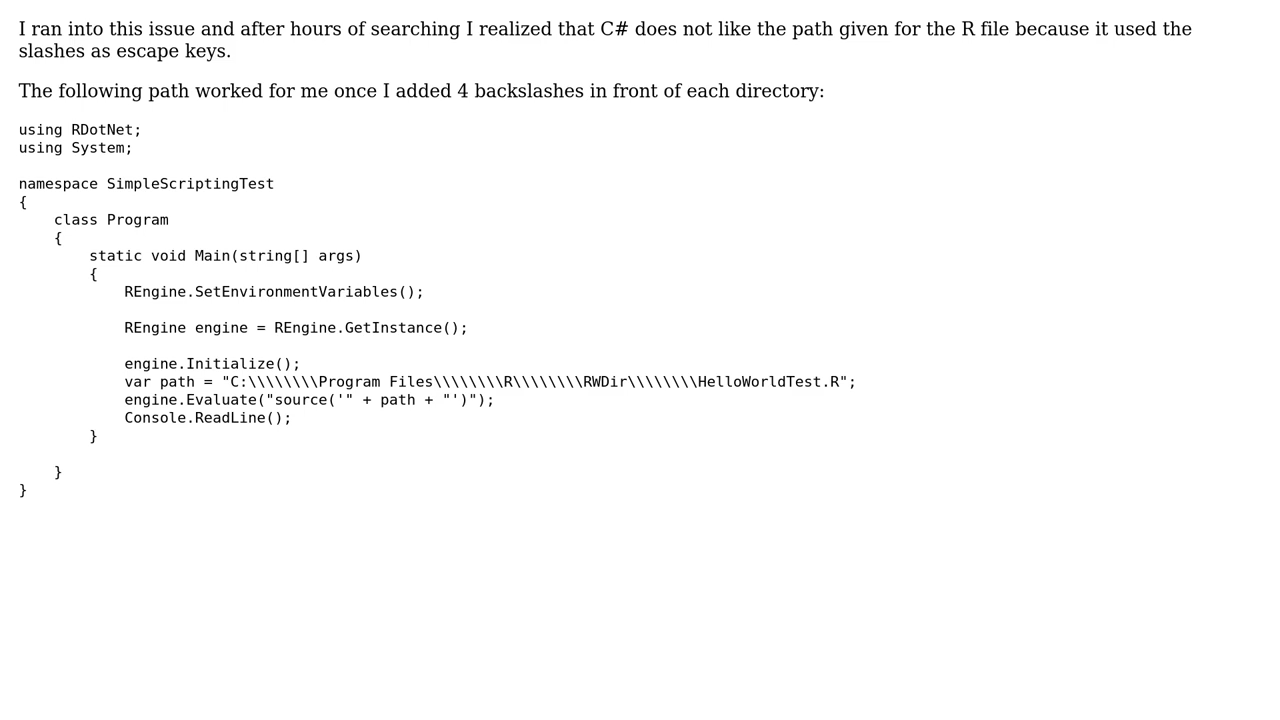 I ran into this issue and after hours of searching I realized that C# does not like the path given for the R file because it used the
slashes as escape keys.
The following path worked for me once I added 4 backslashes in front of each directory:
using RDotNet;
using System;
namespace SimpleScriptingTest
{
    class Program
    {
        static void Main(string[] args)
        {
            REngine.SetEnvironmentVariables();
            REngine engine = REngine.GetInstance();
            engine.Initialize();
            var path = "C:\\\\\\\\Program Files\\\\\\\\R\\\\\\\\RWDir\\\\\\\\HelloWorldTest.R";
            engine.Evaluate("source('" + path + "')");
            Console.ReadLine();
        }
    }
}